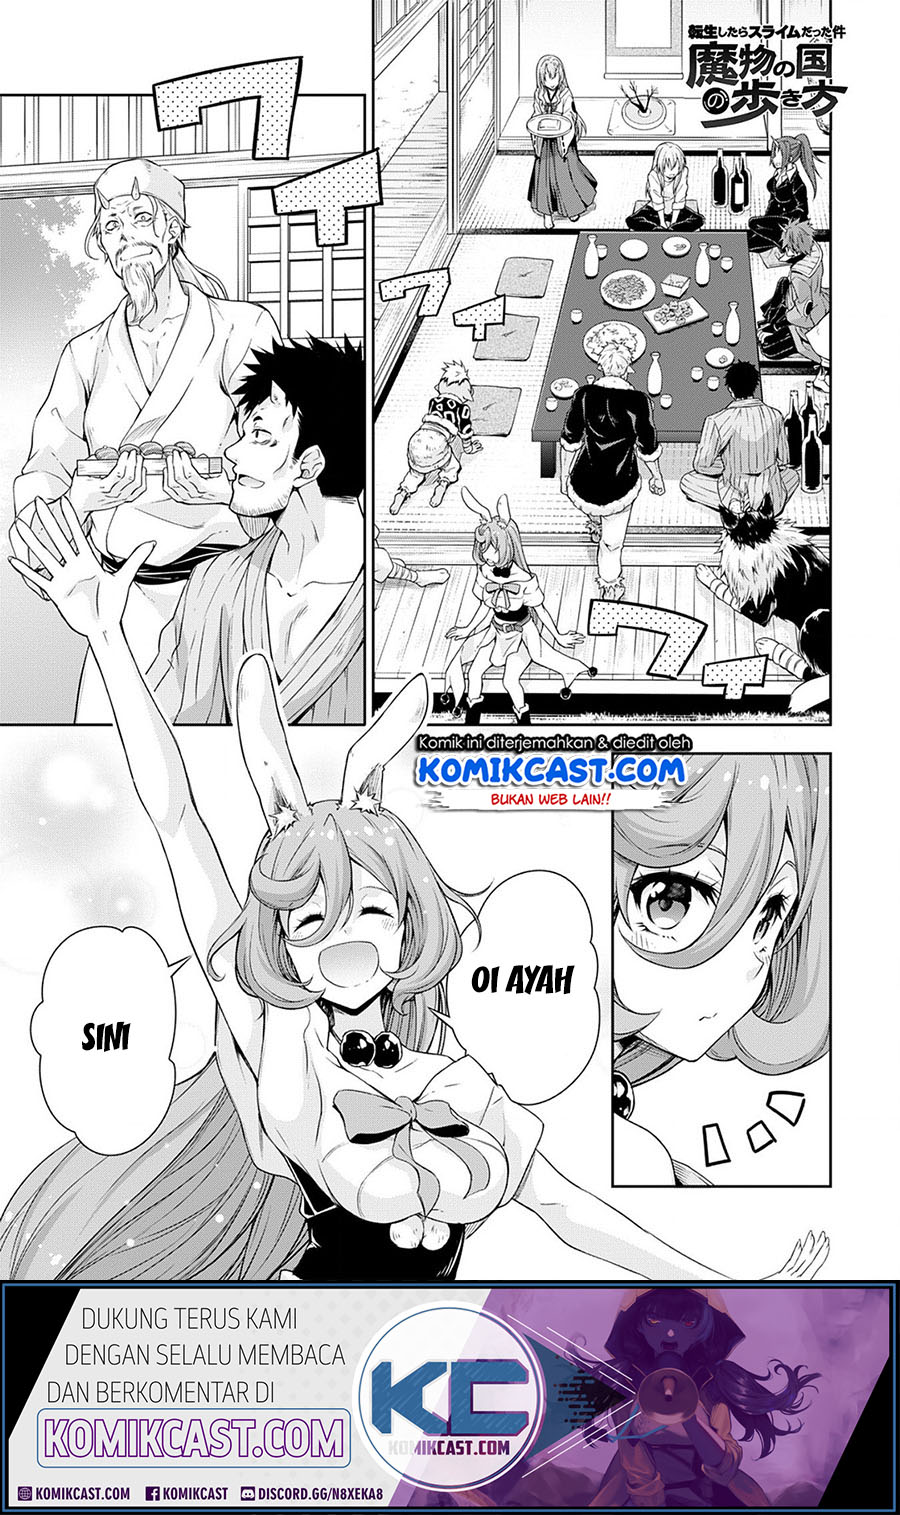 転生したらスライムだった件
魔物の国
の歩き方
ワ
イ
ワ
イ
ワ
イ
Komik ini diterjemahkan & diedit oleh
KOMIKCAST.COM
BUKAN WEB LAIN!!
OI AYAH
SINI
DUKUNG TERUS KAMI
DENGAN SELALU MEMBACA
DAN BERKOMENTAR DI
KOMIKCAST.COM
KC
KOMIKCAST.COM
KOMIKCAST.COM
KOMIKCAST
DISCORD.GG/N8XEKA8